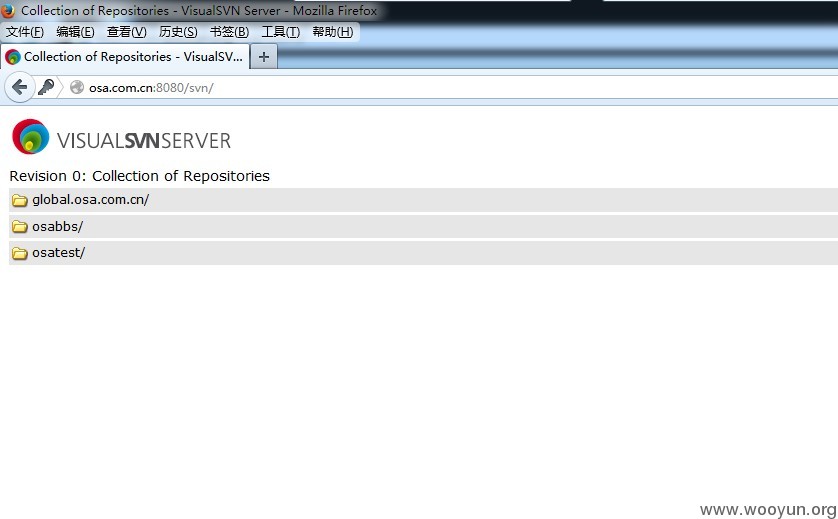 Collection of Repositories - VisualSVN Server - Mozilla Firefox
文件(F) 编辑(E) 查看(V) 历史(S) 书签(B) 工具(T) 帮助(H)
Collection of Repositories - VisualSV...
osa.com.cn:8080/svn/
VISUALSVNSERVER
Revision 0: Collection of Repositories
global.osa.com.cn/
osabbs/
osatest/
www.wooyun.org